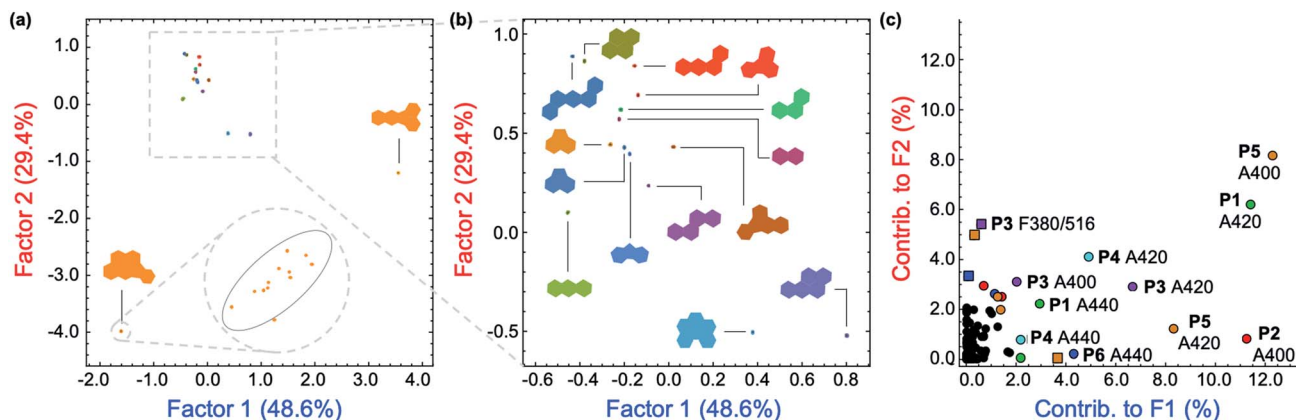 (a)
1.0
0.0
-1.0
-2.0
-3.0
-4.0
Factor 2 (29.4%)
-2.0 -1.0 0.0 1.0 2.0 3.0 4.0
Factor 1 (48.6%)
(b)
1.0
0.5
0.0
-0.5
Factor 2 (29.4%)
-0.6 -0.4 -0.2 0.0 0.2 0.4 0.6 0.8
Factor 1 (48.6%)
(c)
12.0
10.0
8.0
6.0
4.0
2.0
0.0
Contrib. to F2 (%)
P5
A400
P1
A420
P3 F380/516
P4 A420
P3 A400
P3 A420
P1 A440
P4 A440
P5
A420
P2
A400
P6 A440
0.0 2.0 4.0 6.0 8.0 10.0 12.0
Contrib. to F1 (%)